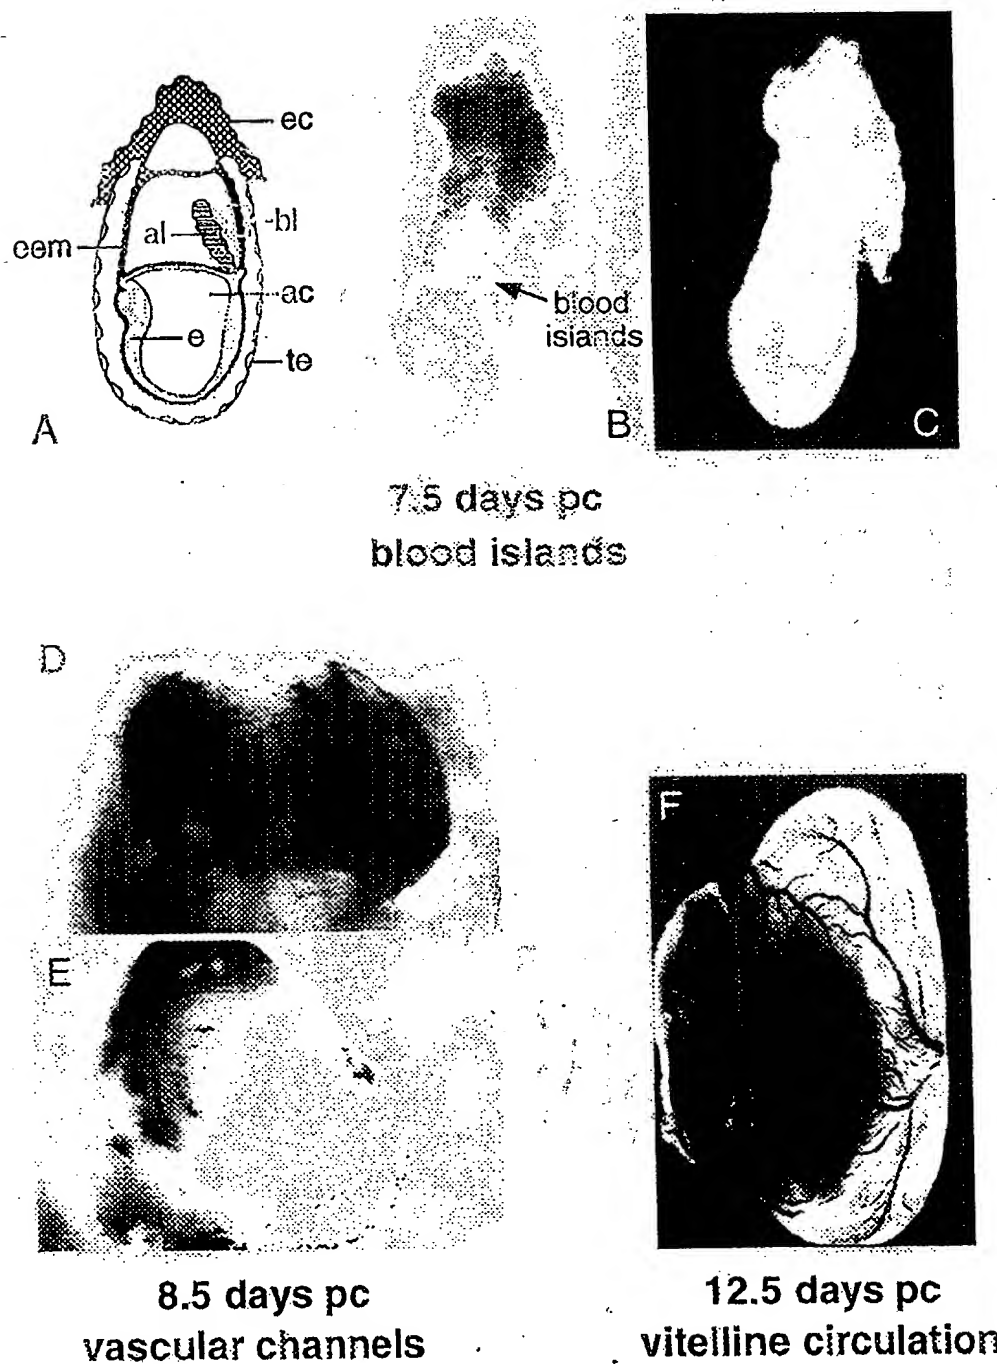 ec
al
bl
eem
ac
e
te
A
blood
islands
B
C
7.5 days pc
blood islands
D
E
F
8.5 days pc
vascular channels
12.5 days pc
vitelline circulation